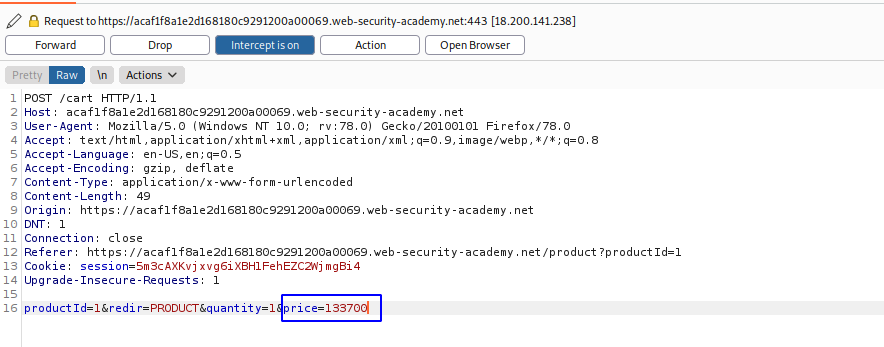 Request to https://acaf1f8a1e2d168180c9291200a00069.web-security-academy.net:443 [18.200.141.238]
Forward Drop Intercept is on Action Open Browser
Pretty Raw \n Actions
1 POST /cart HTTP/1.1
2 Host: acaf1f8a1e2d168180c9291200a00069.web-security-academy.net
3 User-Agent: Mozilla/5.0 (Windows NT 10.0; rv:78.0) Gecko/20100101 Firefox/78.0
4 Accept: text/html,application/xhtml+xml,application/xml;q=0.9,image/webp,*/*;q=0.8
5 Accept-Language: en-US,en;q=0.5
6 Accept-Encoding: gzip, deflate
7 Content-Type: application/x-www-form-urlencoded
8 Content-Length: 49
9 Origin: https://acaf1f8a1e2d168180c9291200a00069.web-security-academy.net
10 DNT: 1
11 Connection: close
12 Referer: https://acaf1f8a1e2d168180c9291200a00069.web-security-academy.net/product?productId=1
13 Cookie: session=5m3cAXKvjxvg6iXBH1FehEZC2WjmgBi4
14 Upgrade-Insecure-Requests: 1
15
16 productId=1&redir=PRODUCT&quantity=1&price=133700